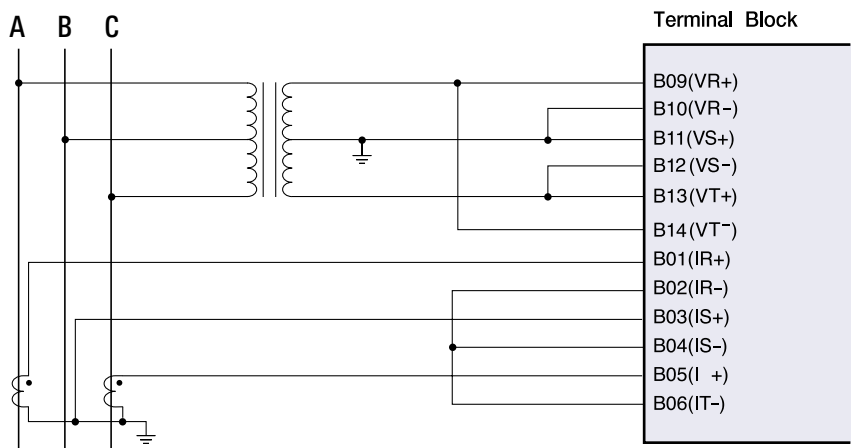 A B C
Terminal Block
B09(VR+)
B10(VR-)
B11(VS+)
B12(VS-)
B13(VT+)
B14(VT-)
B01(IR+)
B02(IR-)
B03(IS+)
B04(IS-)
B05(I +)
B06(IT-)